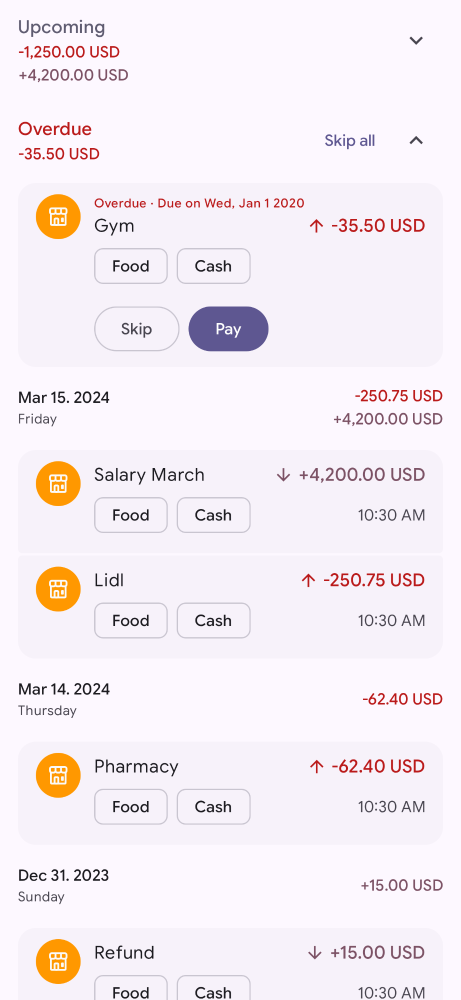 Upcoming
-1,250.00 USD
+4,200.00 USD
Overdue
-35.50 USD
Skip all
Overdue · Due on Wed, Jan 1 2020
Gym
-35.50 USD
Food
Cash
Skip
Pay
Mar 15. 2024
Friday
-250.75 USD
+4,200.00 USD
Salary March
+4,200.00 USD
Food
Cash
10:30 AM
Lidl
-250.75 USD
Food
Cash
10:30 AM
Mar 14. 2024
Thursday
-62.40 USD
Pharmacy
-62.40 USD
Food
Cash
10:30 AM
Dec 31. 2023
Sunday
+15.00 USD
Refund
+15.00 USD
Food
Cash
10:30 AM